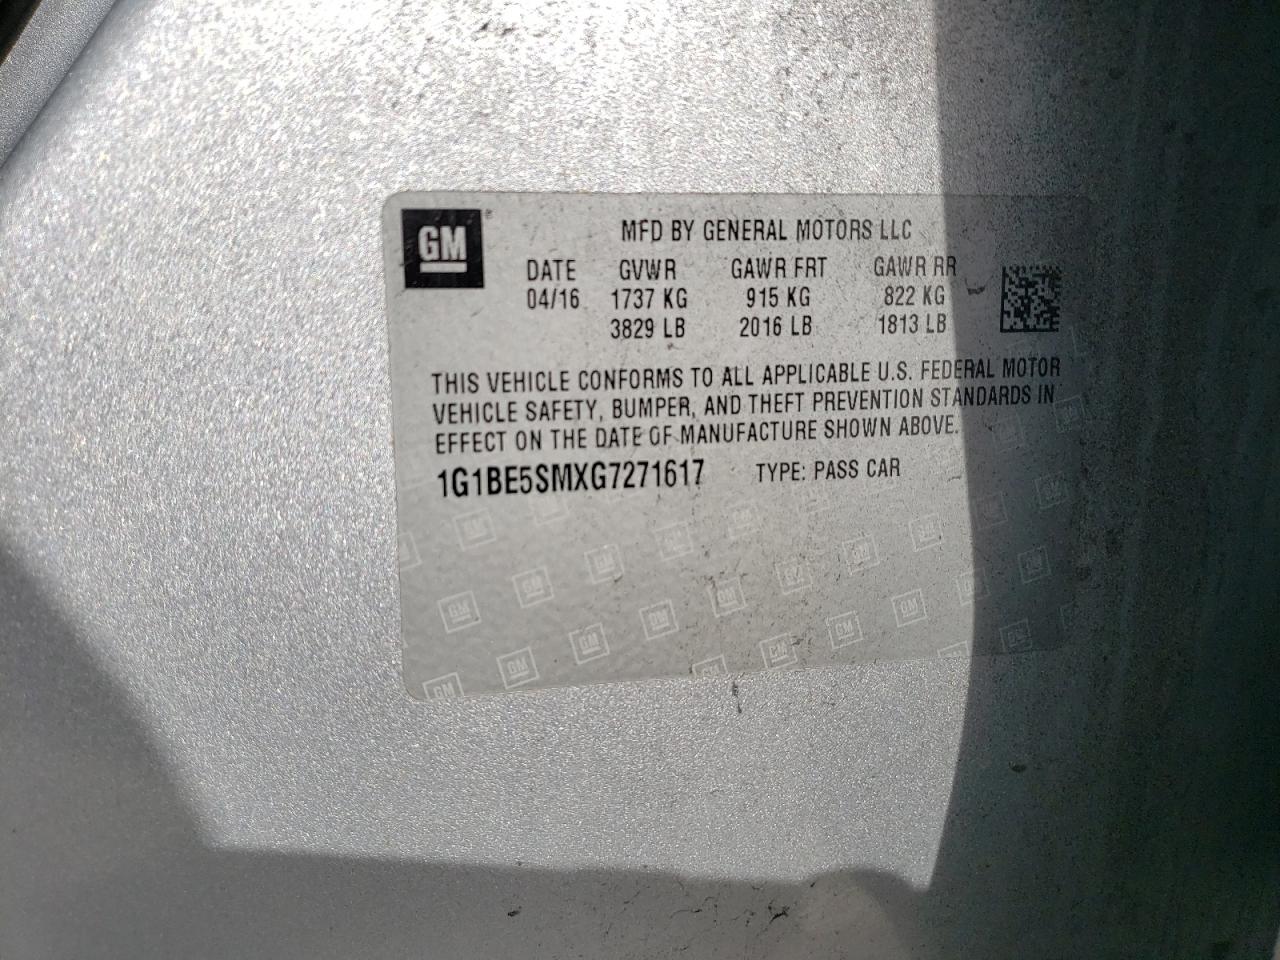 GM
MFD BY GENERAL MOTORS LLC
DATE GVWR GAWR FRT GAWR RR
04/16 1737 KG 915 KG 822 KG
3829 LB 2016 LB 1813 LB
THIS VEHICLE CONFORMS TO ALL APPLICABLE U.S. FEDERAL MOTOR
VEHICLE SAFETY, BUMPER, AND THEFT PREVENTION STANDARDS IN
EFFECT ON THE DATE OF MANUFACTURE SHOWN ABOVE.
1G1BE5SMXG7271617 TYPE: PASS CAR